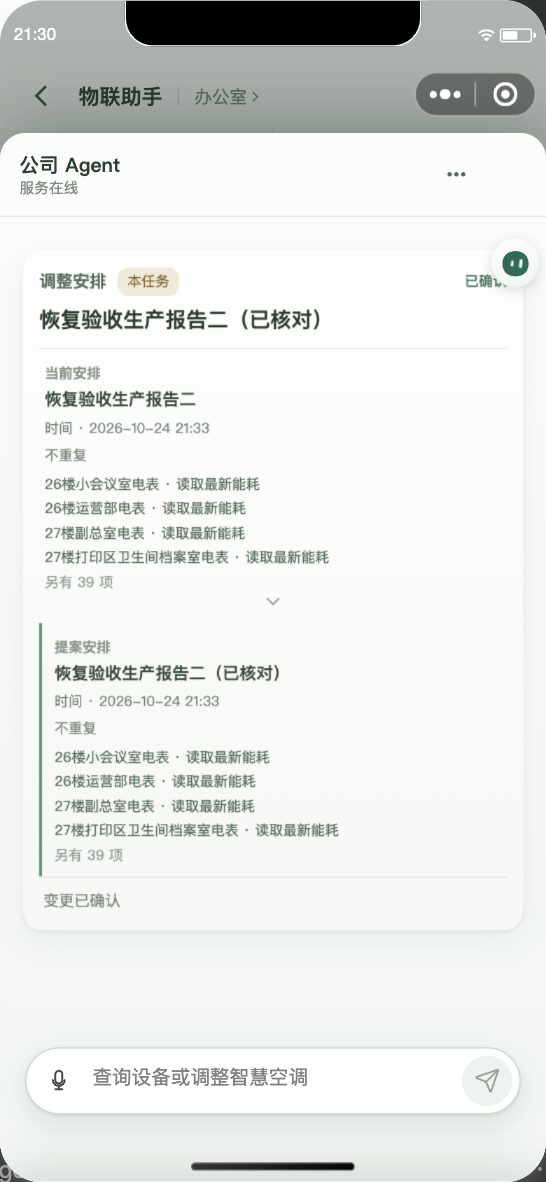 21:30
物联助手
办公室
公司 Agent
服务在线
调整安排 本任务 已确
恢复验收生产报告二（已核对）
当前安排
恢复验收生产报告二
时间 · 2026-10-24 21:33
不重复
26楼小会议室电表 · 读取最新能耗
26楼运营部电表 · 读取最新能耗
27楼副总室电表 · 读取最新能耗
27楼打印区卫生间档案室电表 · 读取最新能耗
另有 39 项
提案安排
恢复验收生产报告二（已核对）
时间 · 2026-10-24 21:33
不重复
26楼小会议室电表 · 读取最新能耗
26楼运营部电表 · 读取最新能耗
27楼副总室电表 · 读取最新能耗
27楼打印区卫生间档案室电表 · 读取最新能耗
另有 39 项
变更已确认
查询设备或调整智慧空调